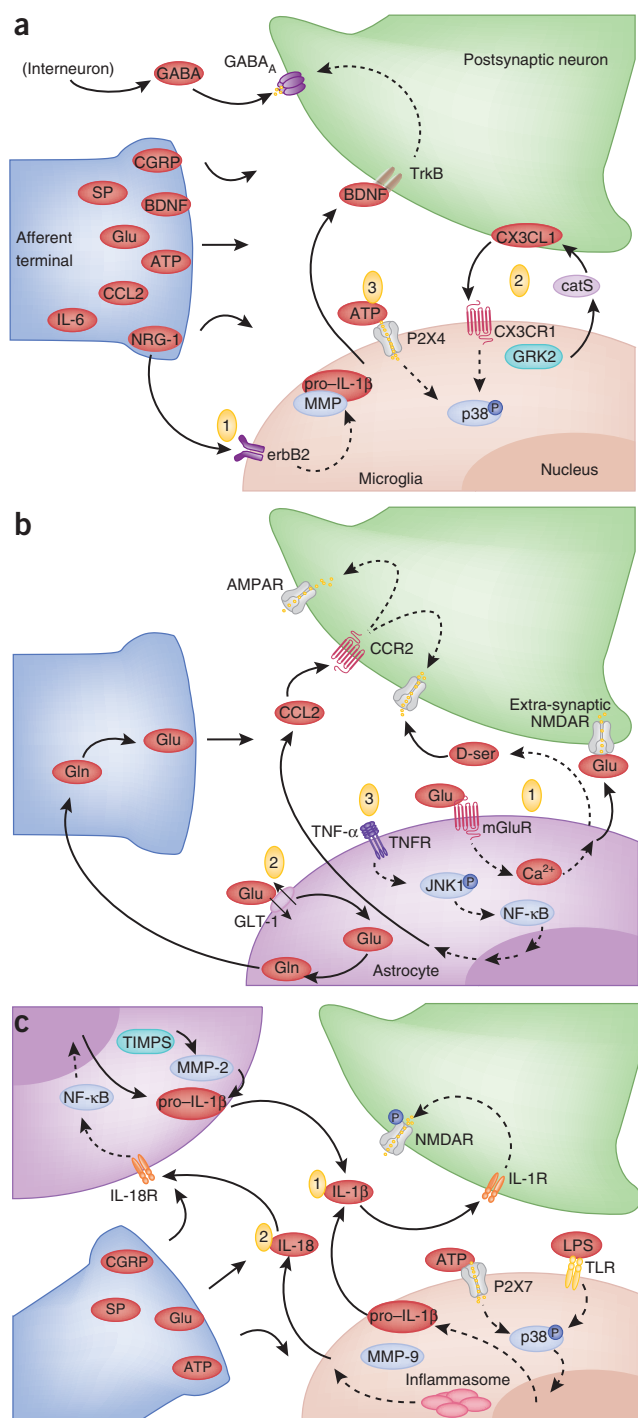 a
(Interneuron)
GABA
GABAA
Postsynaptic neuron
CGRP
SP
BDNF
Glu
ATP
Afferent
terminal
CCL2
IL-6
NRG-1
BDNF
TrkB
CX3CL1
2
catS
3
ATP
P2X4
CX3CR1
GRK2
pro–IL-1β
MMP
p38
P
1
erbB2
Microglia
Nucleus
b
AMPAR
CCR2
Extra-synaptic
NMDAR
Glu
CCL2
Gln
D-ser
Glu
Glu
1
3
TNF-α
TNFR
mGluR
2
JNK1
P
Ca2+
Glu
GLT-1
NF-κB
Glu
Gln
Astrocyte
c
TIMPS
MMP-2
NF-κB
pro–IL-1β
P
NMDAR
IL-18R
1
IL-1β
IL-1R
2
IL-18
CGRP
ATP
LPS
TLR
P2X7
SP
Glu
pro–IL-1β
p38
P
ATP
MMP-9
Inflammasome